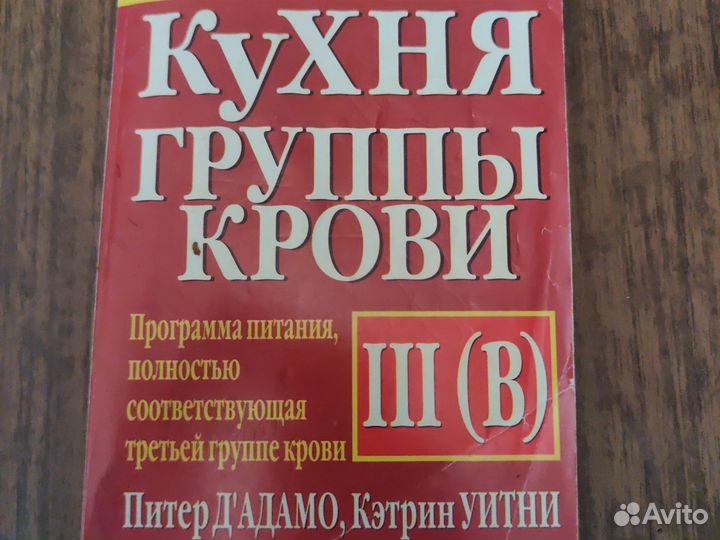 КуХНЯ
ГРУППЫ
КРОВИ
Программа питания,
полностью
соответствующая
третьей группе крови
III (B)
Питер Д'АДАМО, Кэтрин УИТНИ
Avito